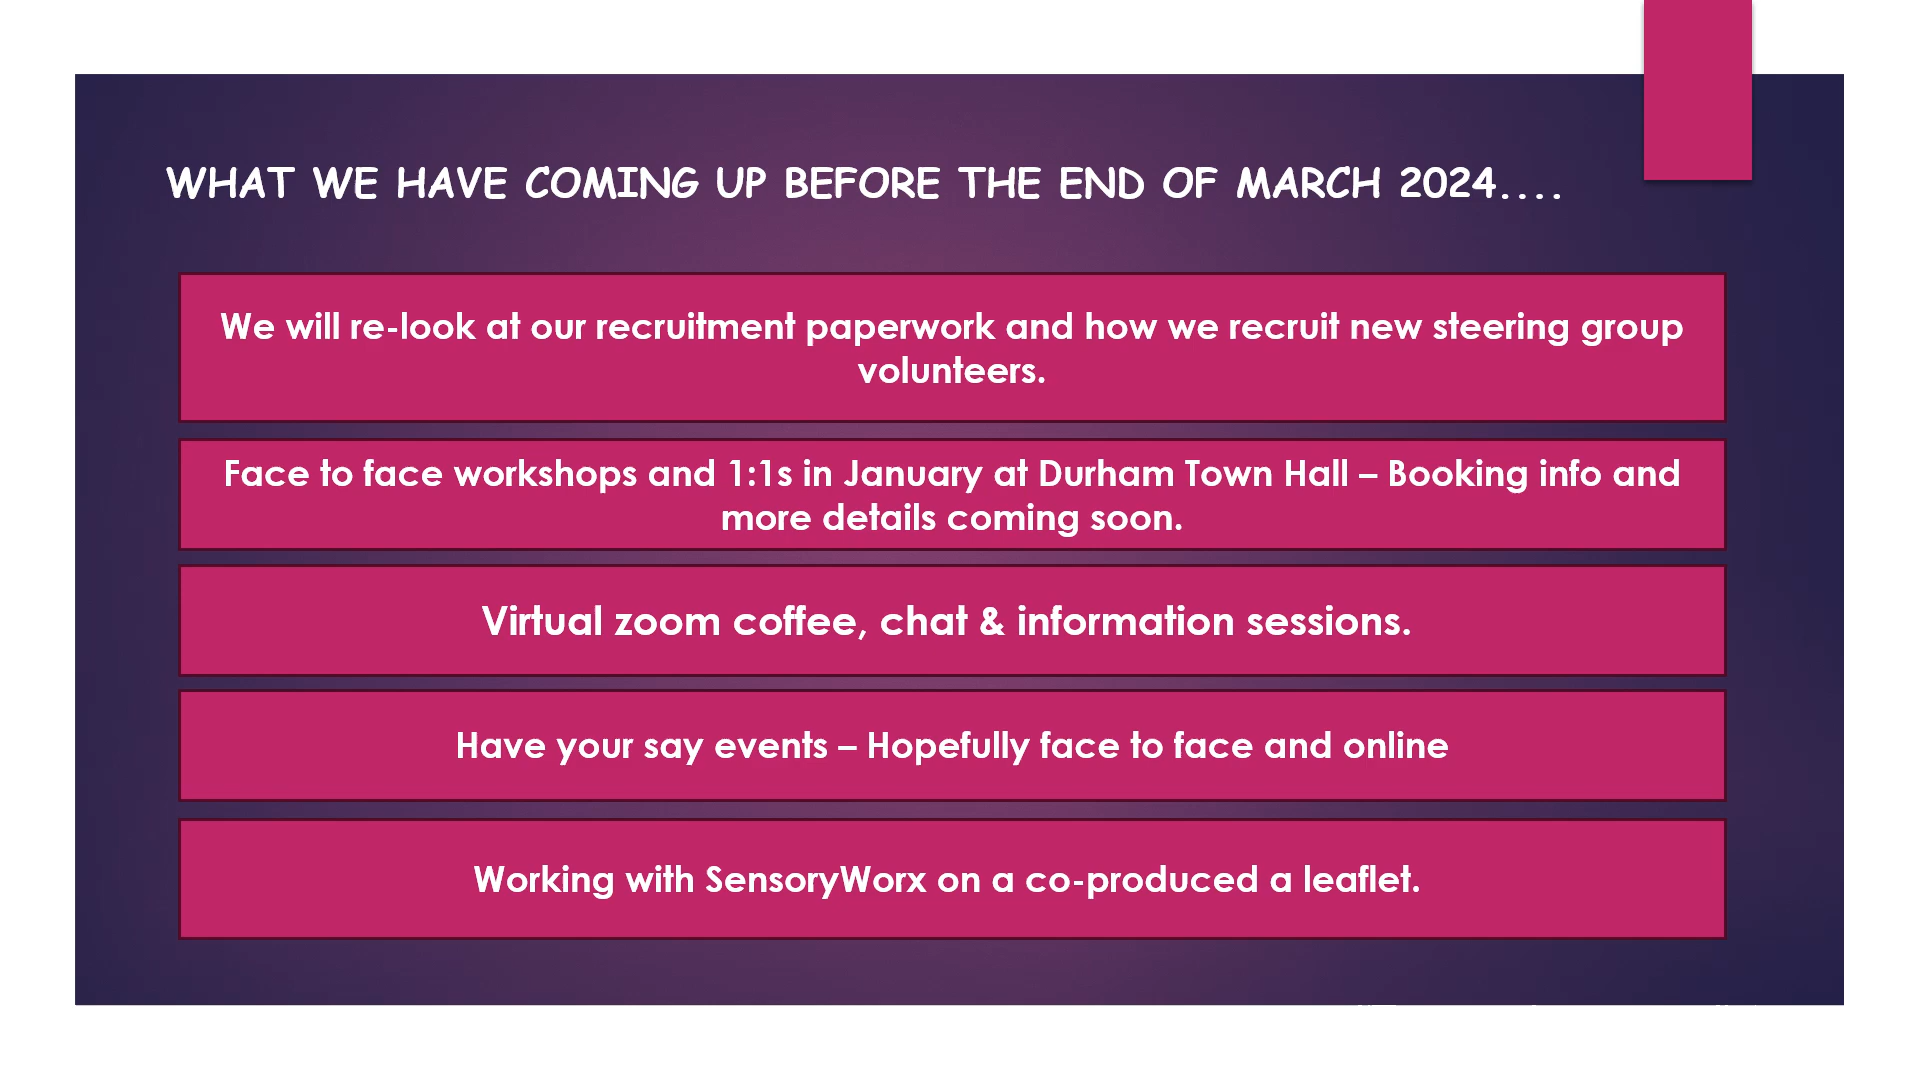 WHAT WE HAVE COMING UP BEFORE THE END OF MARCH 2024....
We will re-look at our recruitment paperwork and how we recruit new steering group
volunteers.
Face to face workshops and 1:1s in January at Durham Town Hall – Booking info and
more details coming soon.
Virtual zoom coffee, chat & information sessions.
Have your say events – Hopefully face to face and online
Working with SensoryWorx on a co-produced a leaflet.